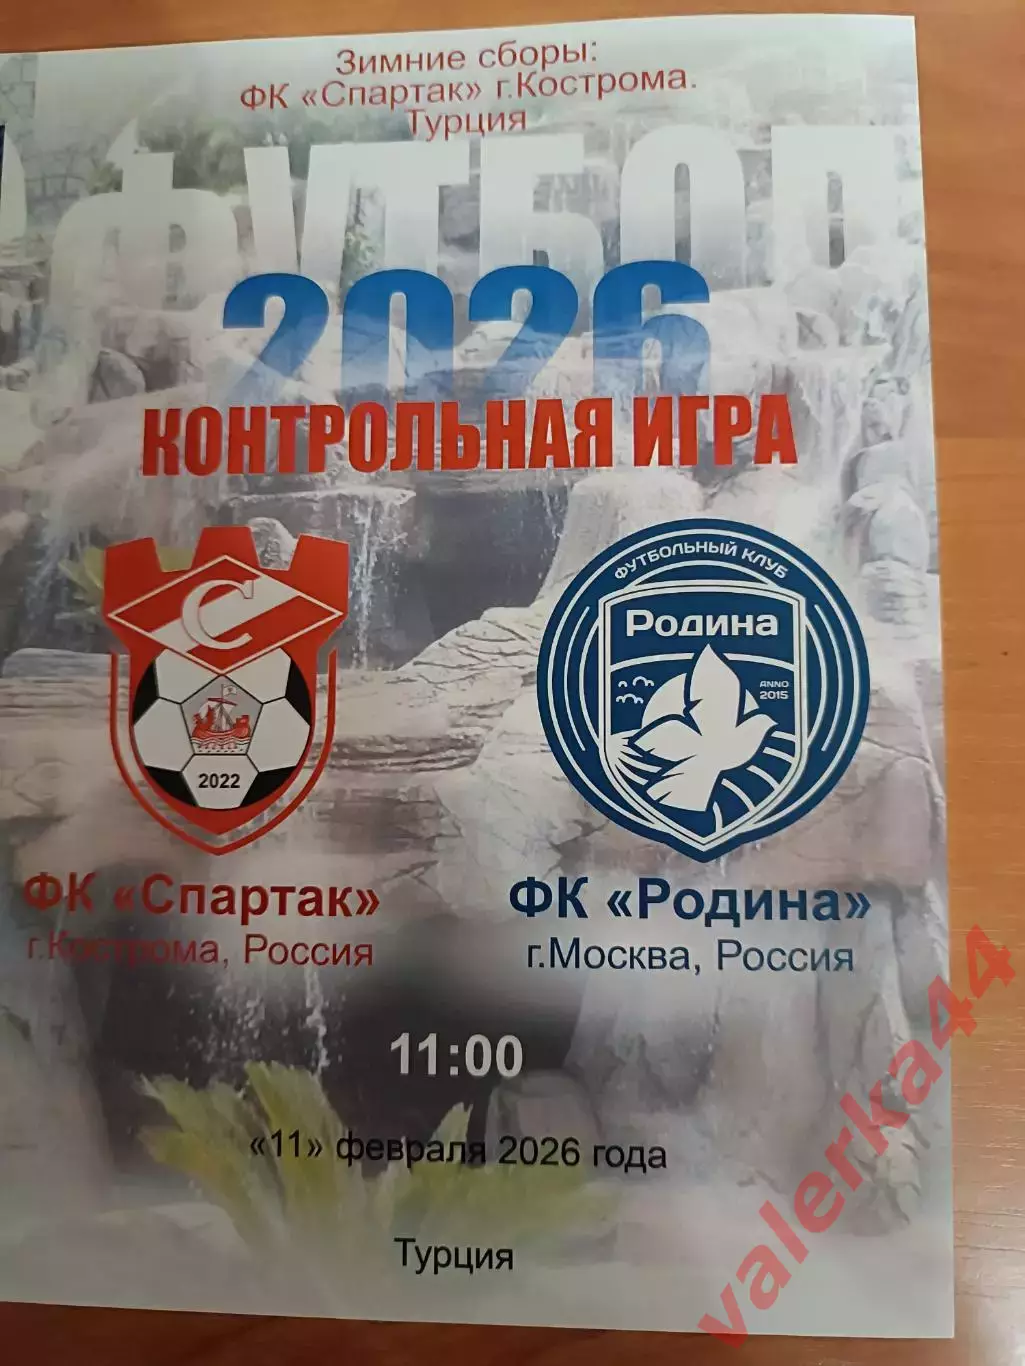 Зимние сборы:
ФК «Спартак» г.Кострома.
Турция
ФУТБОЛ
2026
КОНТРОЛЬНАЯ ИГРА
С
2022
ФУТБОЛЬНЫЙ КЛУБ
Родина
ANNO
2015
ФК «Спартак»
г.Кострома, Россия
ФК «Родина»
г.Москва, Россия
11:00
«11» февраля 2026 года
Турция
valerka44